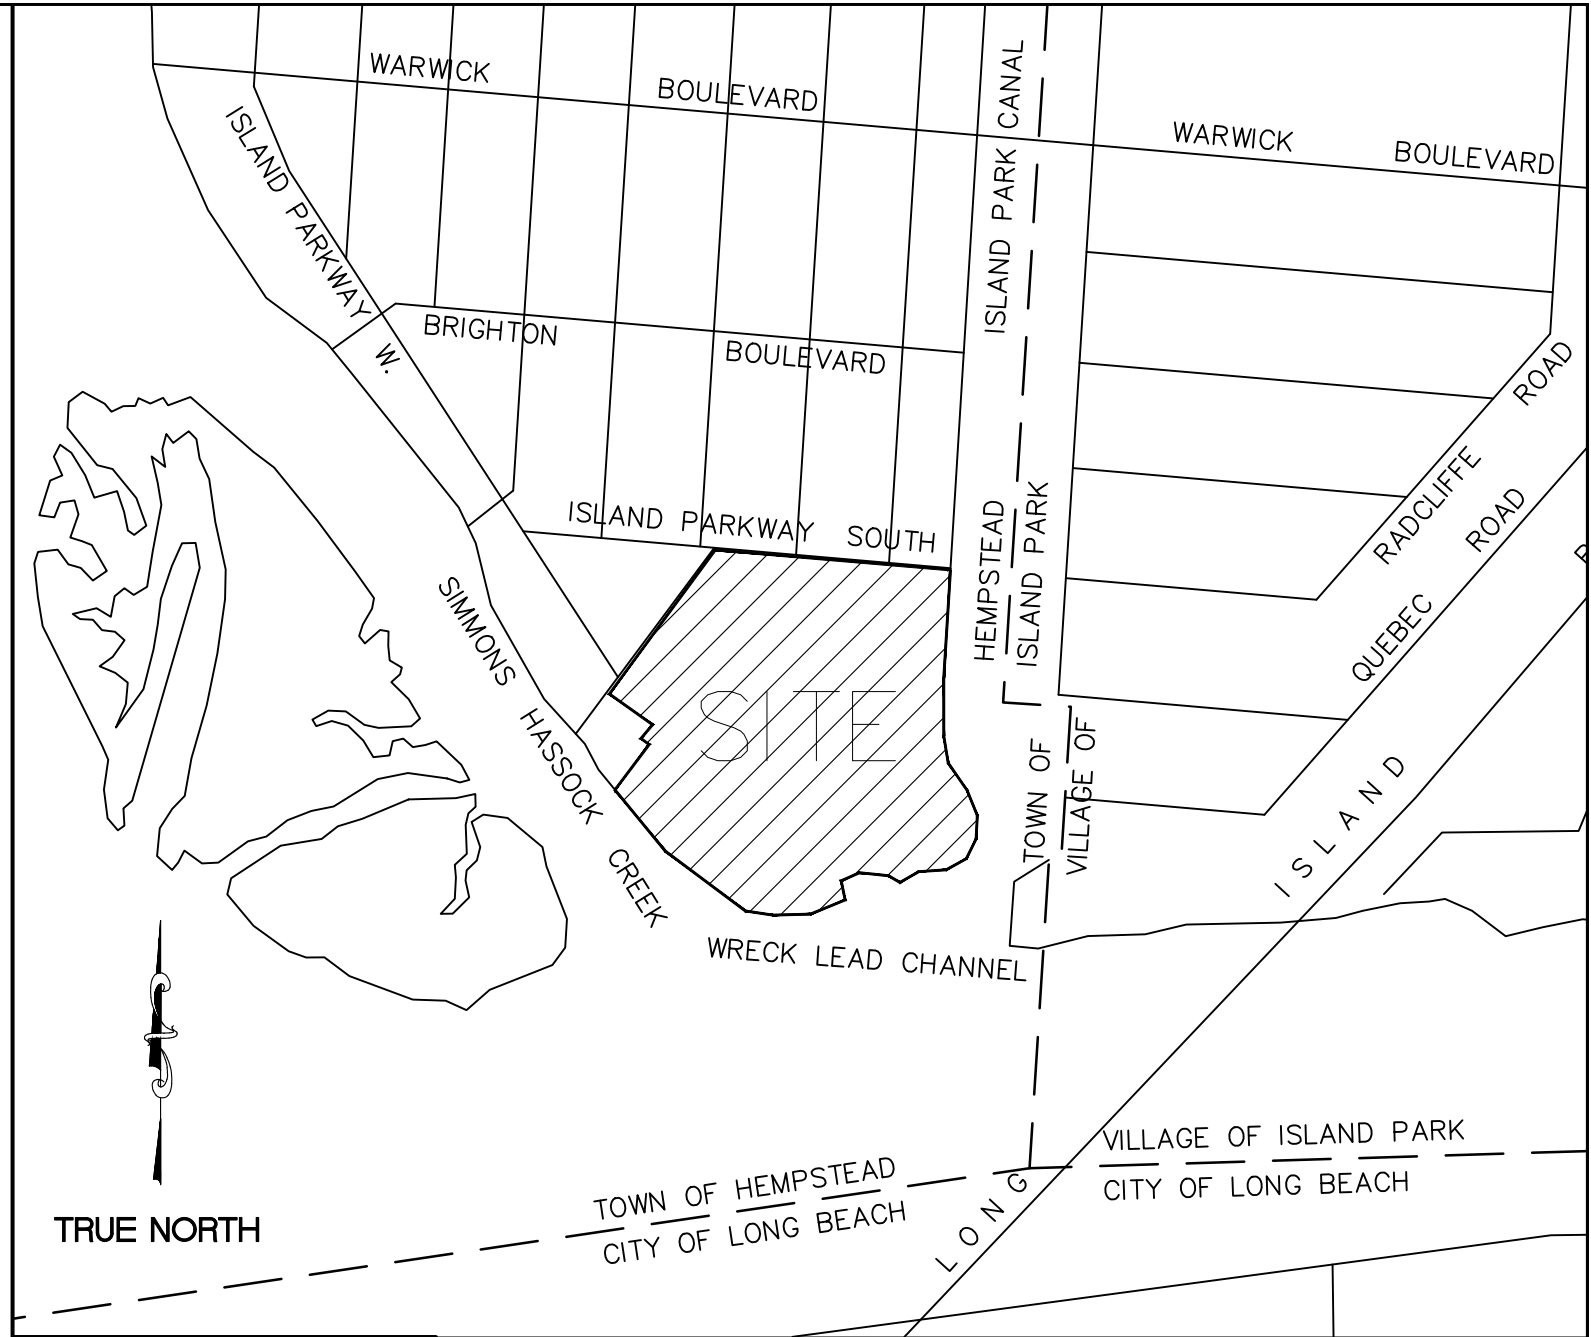 WARWICK BOULEVARD
WARWICK BOULEVARD
ISLAND PARKWAY W.
ISLAND PARK CANAL
BRIGHTON BOULEVARD
ISLAND PARKWAY SOUTH
RADCLIFFE ROAD
QUEBEC ROAD
TOWN OF HEMPSTEAD
VILLAGE OF ISLAND PARK
SITE
SIMMONS HASSOCK CREEK
WRECK LEAD CHANNEL
LONG ISLAND
VILLAGE OF ISLAND PARK
CITY OF LONG BEACH
TOWN OF HEMPSTEAD
CITY OF LONG BEACH
TRUE NORTH